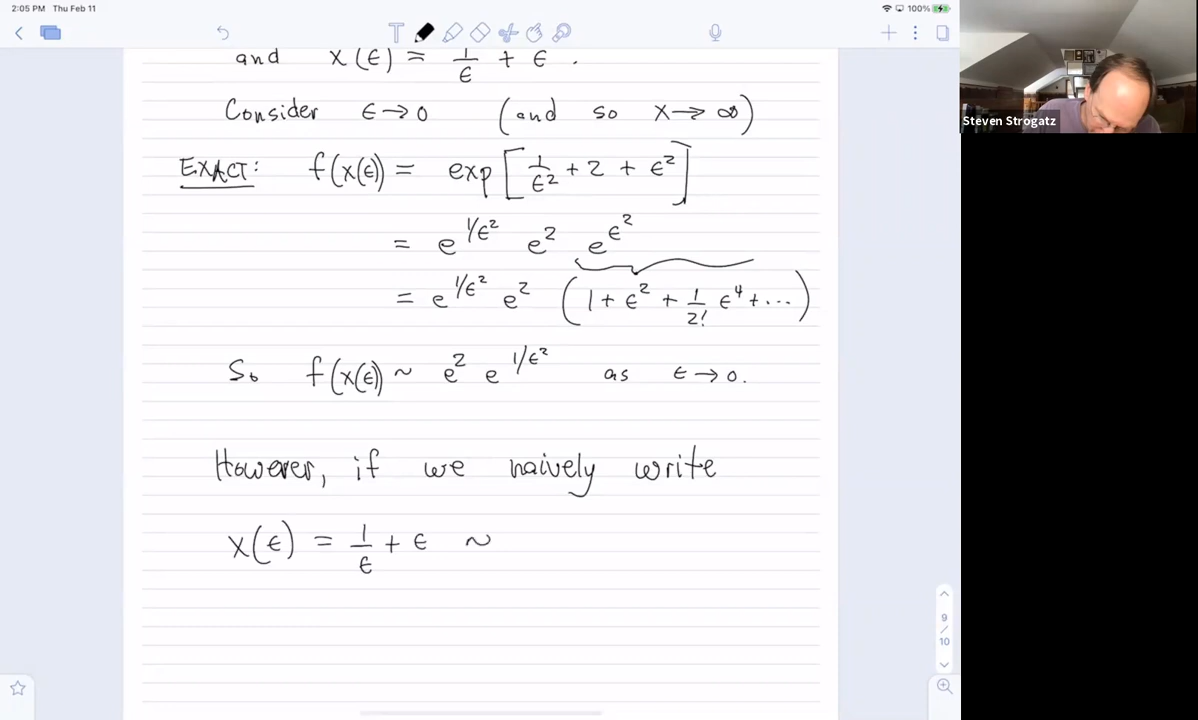 2:05 PM Thu Feb 11
100%
and x(ϵ) = 1/ϵ + ϵ .
Consider ϵ → 0 (and so x → ∞)
EXACT: f(x(ϵ)) = exp[1/ϵ² + 2 + ϵ²]
= e^{1/ϵ²} e² e^{ϵ²}
= e^{1/ϵ²} e² (1 + ϵ² + 1/2! ϵ⁴ + ...)
So f(x(ϵ)) ~ e² e^{1/ϵ²} as ϵ → 0.
However, if we naively write
x(ϵ) = 1/ϵ + ϵ ~
9 / 10
Steven Strogatz